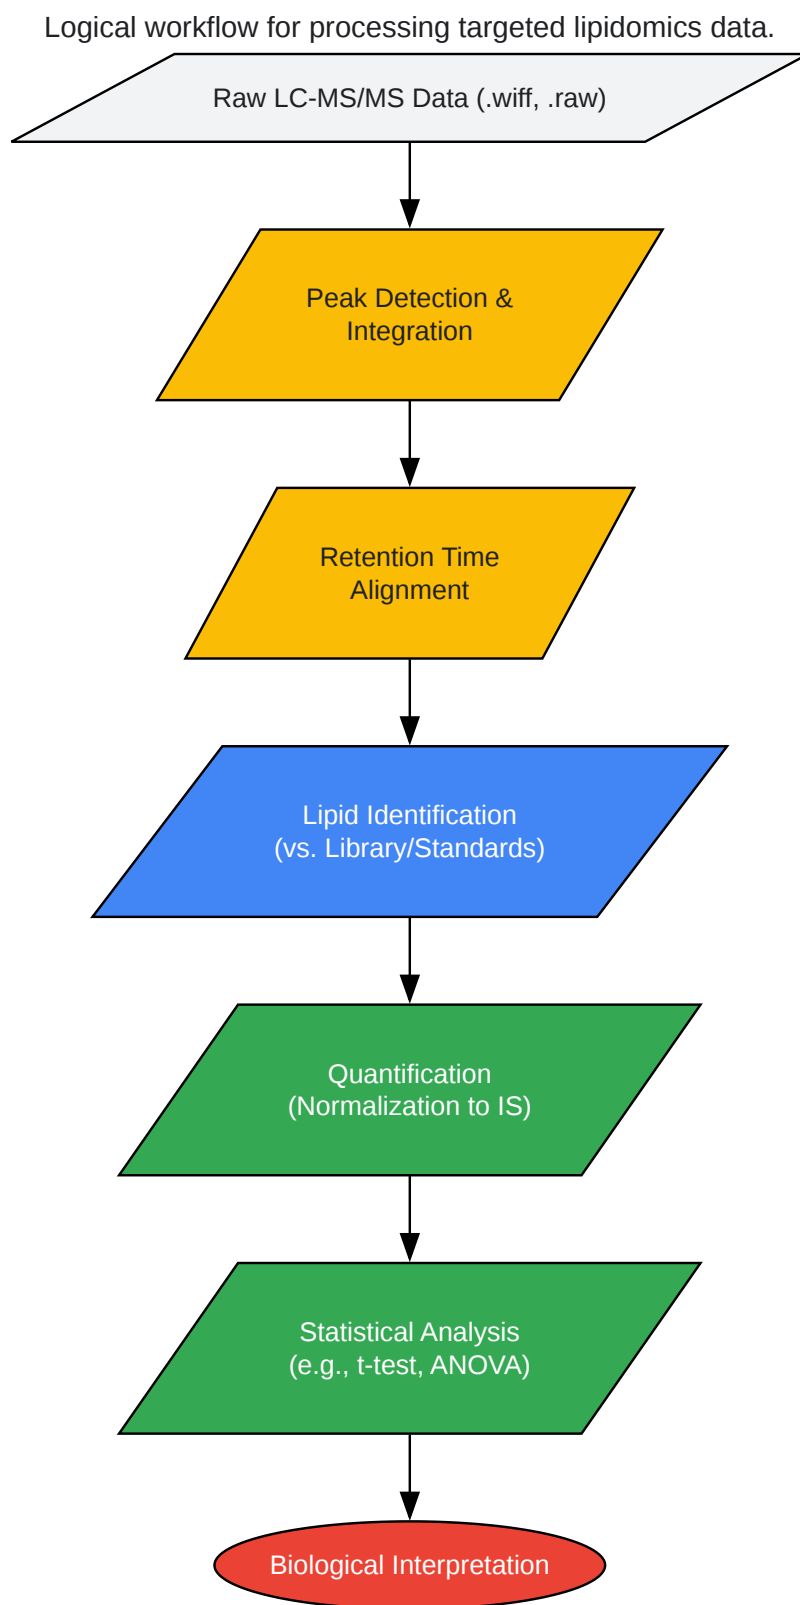 Logical workflow for processing targeted lipidomics data.
Raw LC-MS/MS Data (.wiff, .raw)
Peak Detection &
Integration
Retention Time
Alignment
Lipid Identification
(vs. Library/Standards)
Quantification
(Normalization to IS)
Statistical Analysis
(e.g., t-test, ANOVA)
Biological Interpretation